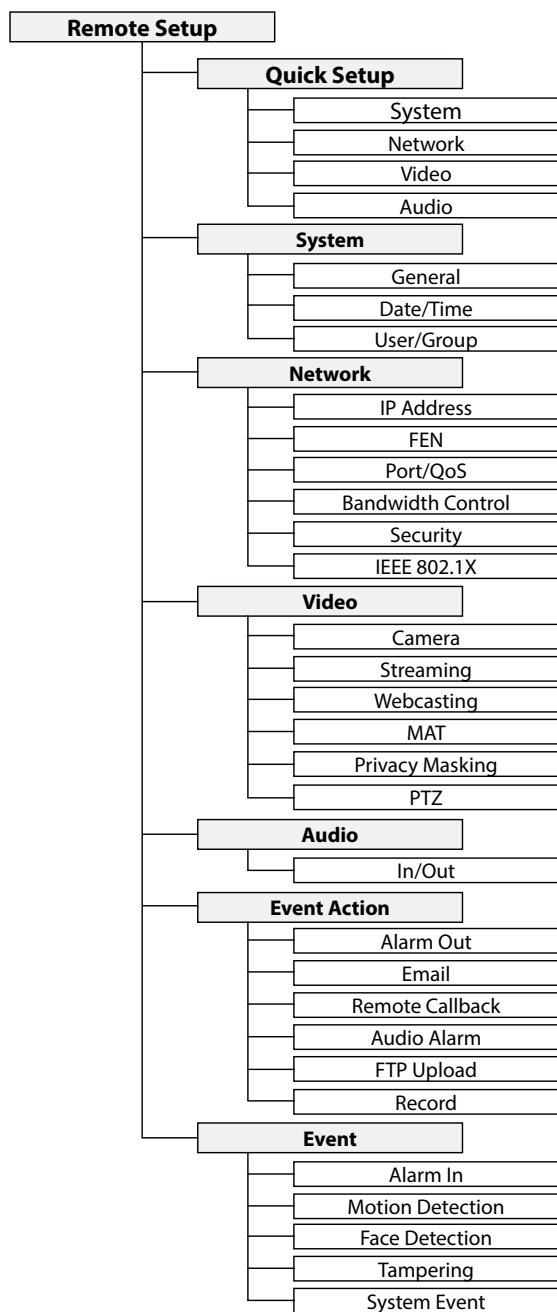 Remote Setup
Quick Setup
System
Network
Video
Audio
System
General
Date/Time
User/Group
Network
IP Address
FEN
Port/QoS
Bandwidth Control
Security
IEEE 802.1X
Video
Camera
Streaming
Webcasting
MAT
Privacy Masking
PTZ
Audio
In/Out
Event Action
Alarm Out
Email
Remote Callback
Audio Alarm
FTP Upload
Record
Event
Alarm In
Motion Detection
Face Detection
Tampering
System Event